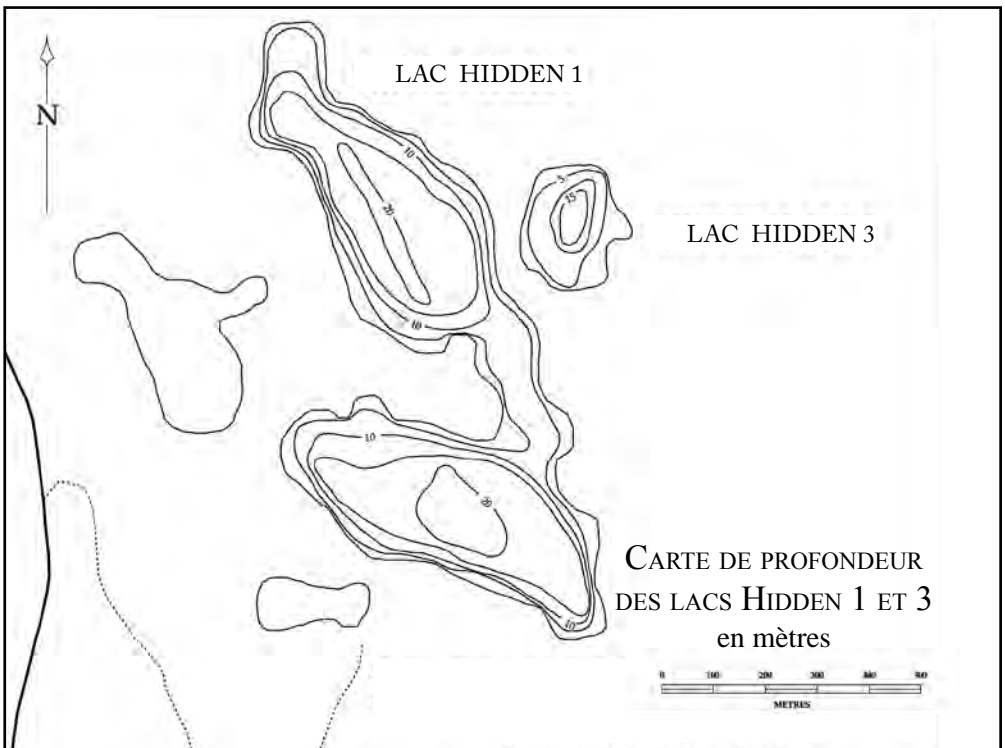 LAC HIDDEN 1
N
10
5
15
20
LAC HIDDEN 3
10
10
20
10
CARTE DE PROFONDEUR
DES LACS HIDDEN 1 ET 3
en mètres
0 100 200 300 400 500
METRES